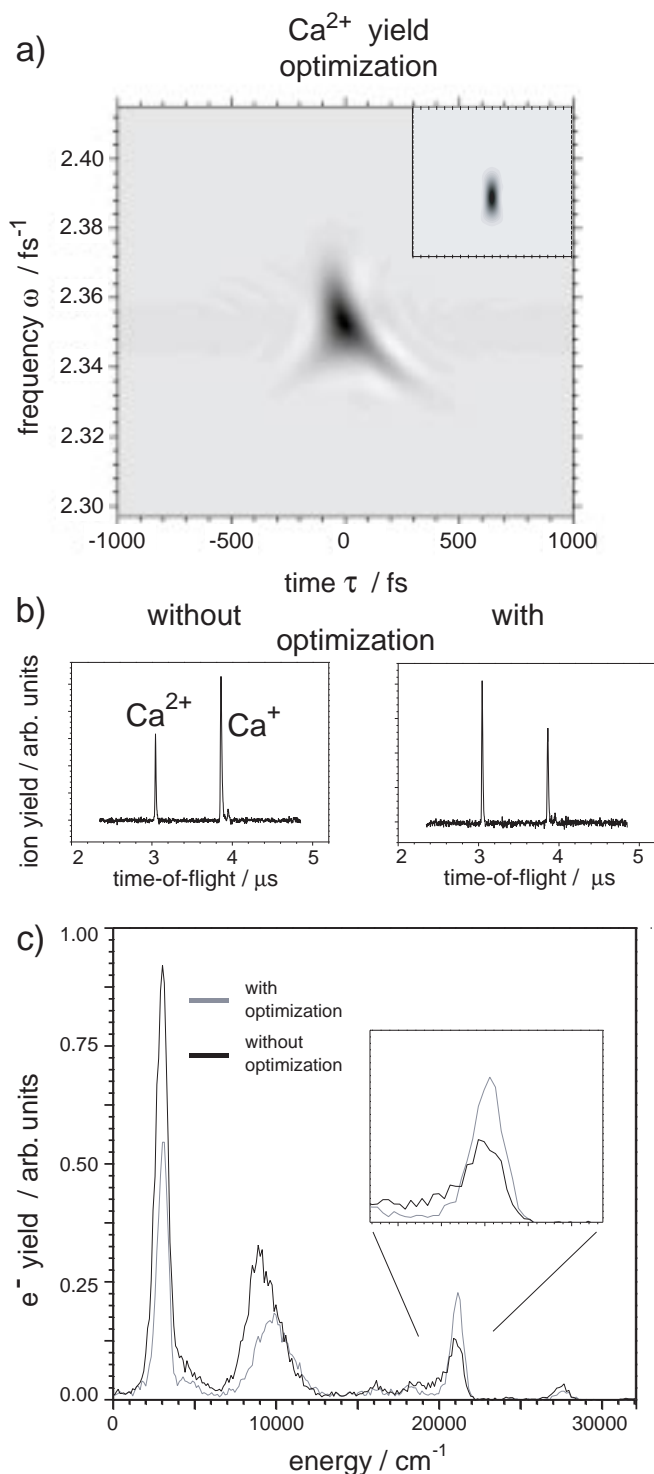 a)
Ca²⁺ yield
optimization
2.40
2.38
2.36
2.34
2.32
2.30
frequency ω / fs⁻¹
-1000
-500
0
500
1000
time τ / fs
b)
without
with
optimization
Ca²⁺
Ca⁺
ion yield / arb. units
2
3
4
5
time-of-flight / μs
2
3
4
5
time-of-flight / μs
c)
1.00
0.75
0.50
0.25
0.00
e⁻ yield / arb. units
with
optimization
without
optimization
0
10000
20000
30000
energy / cm⁻¹